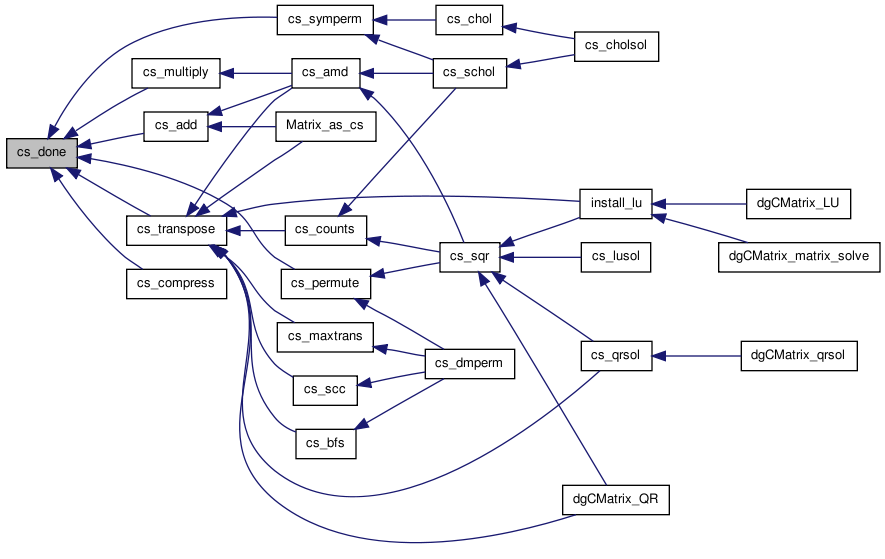 cs_done
cs_symperm
cs_multiply
cs_add
cs_transpose
cs_compress
cs_permute
cs_amd
Matrix_as_cs
cs_counts
cs_maxtrans
cs_scc
cs_bfs
cs_chol
cs_schol
cs_cholsol
cs_sqr
cs_dmperm
install_lu
cs_lusol
cs_qrsol
dgCMatrix_QR
dgCMatrix_LU
dgCMatrix_matrix_solve
dgCMatrix_qrsol